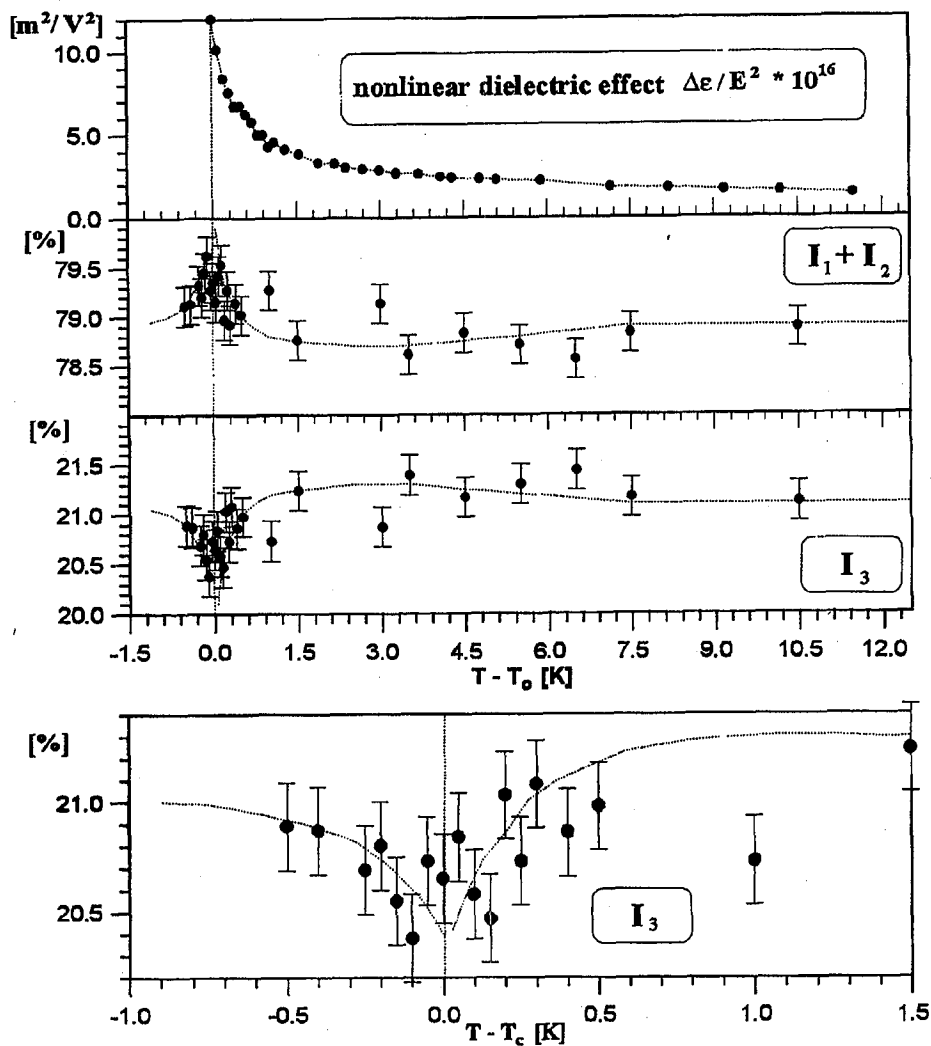 [m²/V²]
nonlinear dielectric effect Δε/E² * 10¹⁶
10.0
5.0
0.0
[%]
I₁ + I₂
79.5
79.0
78.5
[%]
21.5
21.0
20.5
20.0
I₃
-1.5 0.0 1.5 3.0 4.5 6.0 7.5 9.0 10.5 12.0
T - Tₒ [K]
[%]
21.0
20.5
I₃
-1.0 -0.5 0.0 0.5 1.0 1.5
T - T꜀ [K]